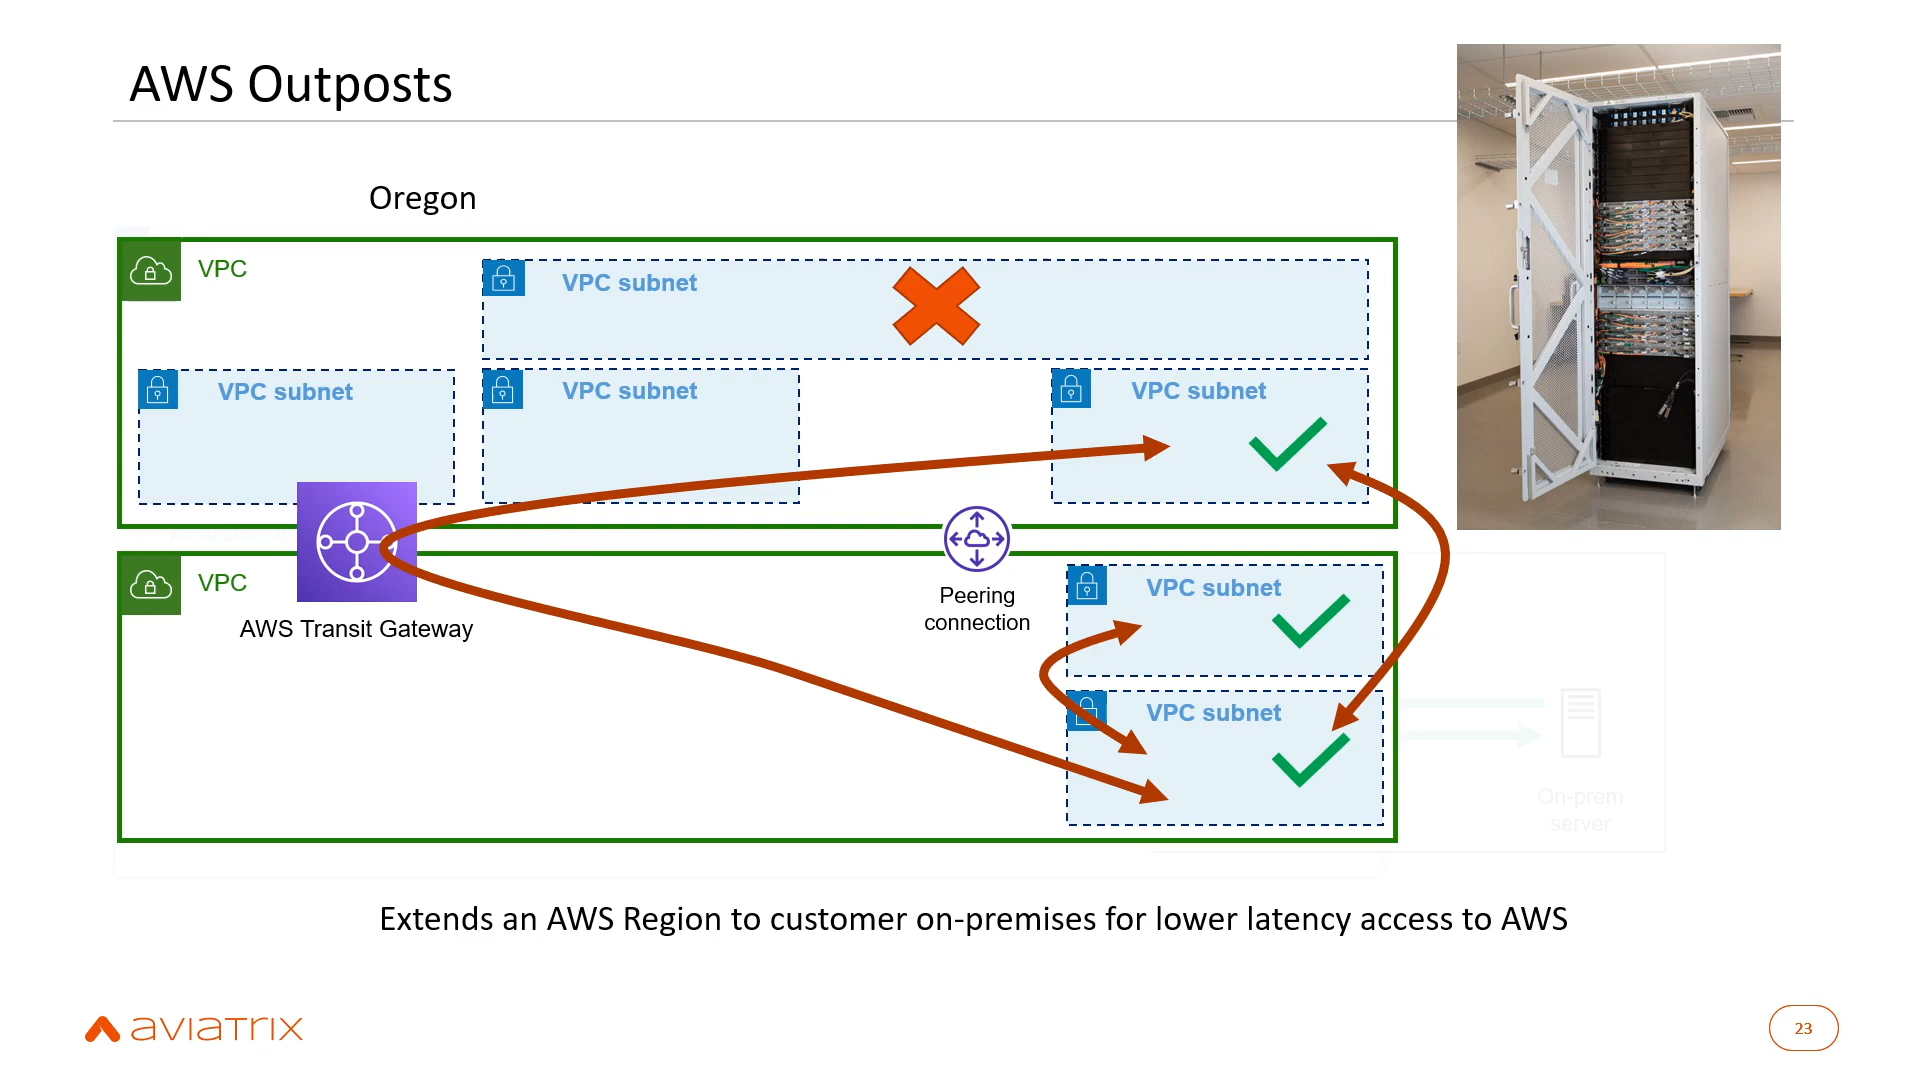 AWS Outposts
Oregon
VPC
VPC subnet
VPC subnet
VPC subnet
VPC subnet
VPC
AWS Transit Gateway
Peering
connection
VPC subnet
VPC subnet
On-prem
server
Extends an AWS Region to customer on-premises for lower latency access to AWS
aviatrix
23